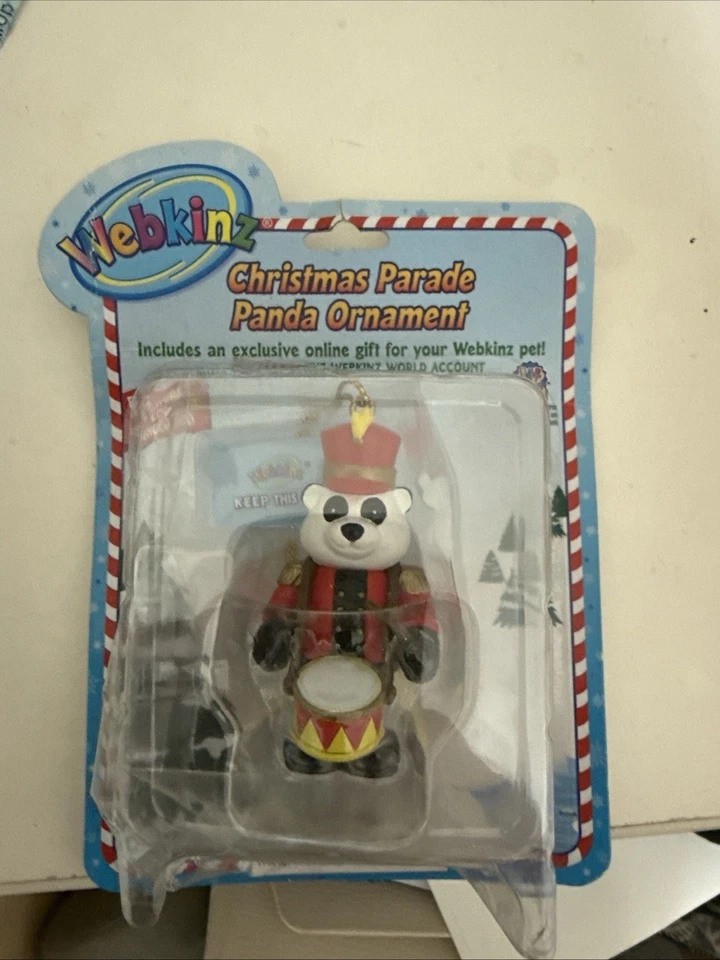 Webkinz®
Christmas Parade
Panda Ornament
Includes an exclusive online gift for your Webkinz pet!
WEBKINZ WORLD ACCOUNT
Webkinz
KEEP THIS